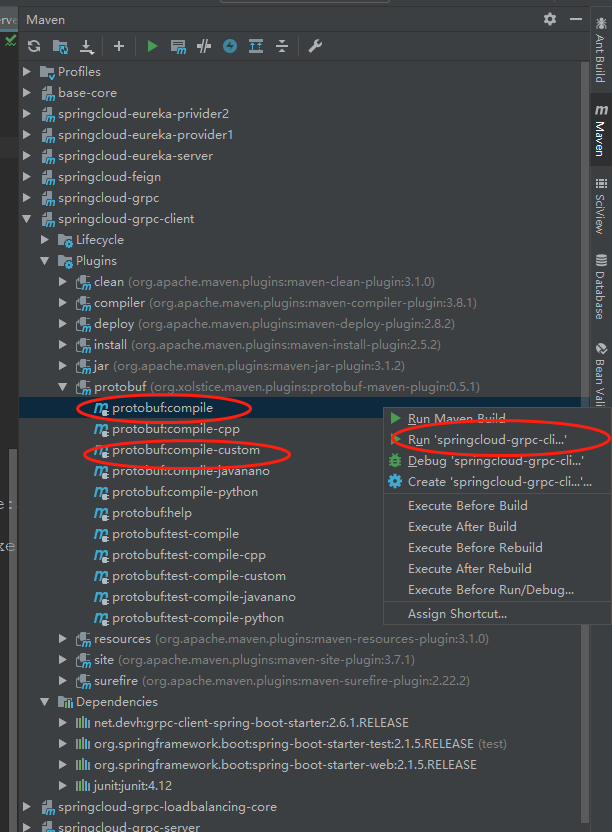 erve
Maven
Profiles
base-core
springcloud-eureka-privider2
springcloud-eureka-provider1
springcloud-eureka-server
springcloud-feign
springcloud-grpc
springcloud-grpc-client
Lifecycle
Plugins
clean (org.apache.maven.plugins:maven-clean-plugin:3.1.0)
compiler (org.apache.maven.plugins:maven-compiler-plugin:3.8.1)
deploy (org.apache.maven.plugins:maven-deploy-plugin:2.8.2)
install (org.apache.maven.plugins:maven-install-plugin:2.5.2)
jar (org.apache.maven.plugins:maven-jar-plugin:3.1.2)
protobuf (org.xolstice.maven.plugins:protobuf-maven-plugin:0.5.1)
protobuf:compile
protobuf:compile-cpp
protobuf:compile-custom
protobuf:compile-javanano
protobuf:compile-python
protobuf:help
protobuf:test-compile
protobuf:test-compile-cpp
protobuf:test-compile-custom
protobuf:test-compile-javanano
protobuf:test-compile-python
resources (org.apache.maven.plugins:maven-resources-plugin:3.1.0)
site (org.apache.maven.plugins:maven-site-plugin:3.7.1)
surefire (org.apache.maven.plugins:maven-surefire-plugin:2.22.2)
Dependencies
net.devh:grpc-client-spring-boot-starter:2.6.1.RELEASE
org.springframework.boot:spring-boot-starter-test:2.1.5.RELEASE (test)
org.springframework.boot:spring-boot-starter-web:2.1.5.RELEASE
junit:junit:4.12
springcloud-grpc-loadbalancing-core
springcloud-grpc-server
Run Maven Build
Run 'springcloud-grpc-cli...'
Debug 'springcloud-grpc-cli...'
Create 'springcloud-grpc-cli...'...
Execute Before Build
Execute After Build
Execute Before Rebuild
Execute After Rebuild
Execute Before Run/Debug...
Assign Shortcut...
e:
xe
Ant Build
Maven
SciView
Database
Bean Vali